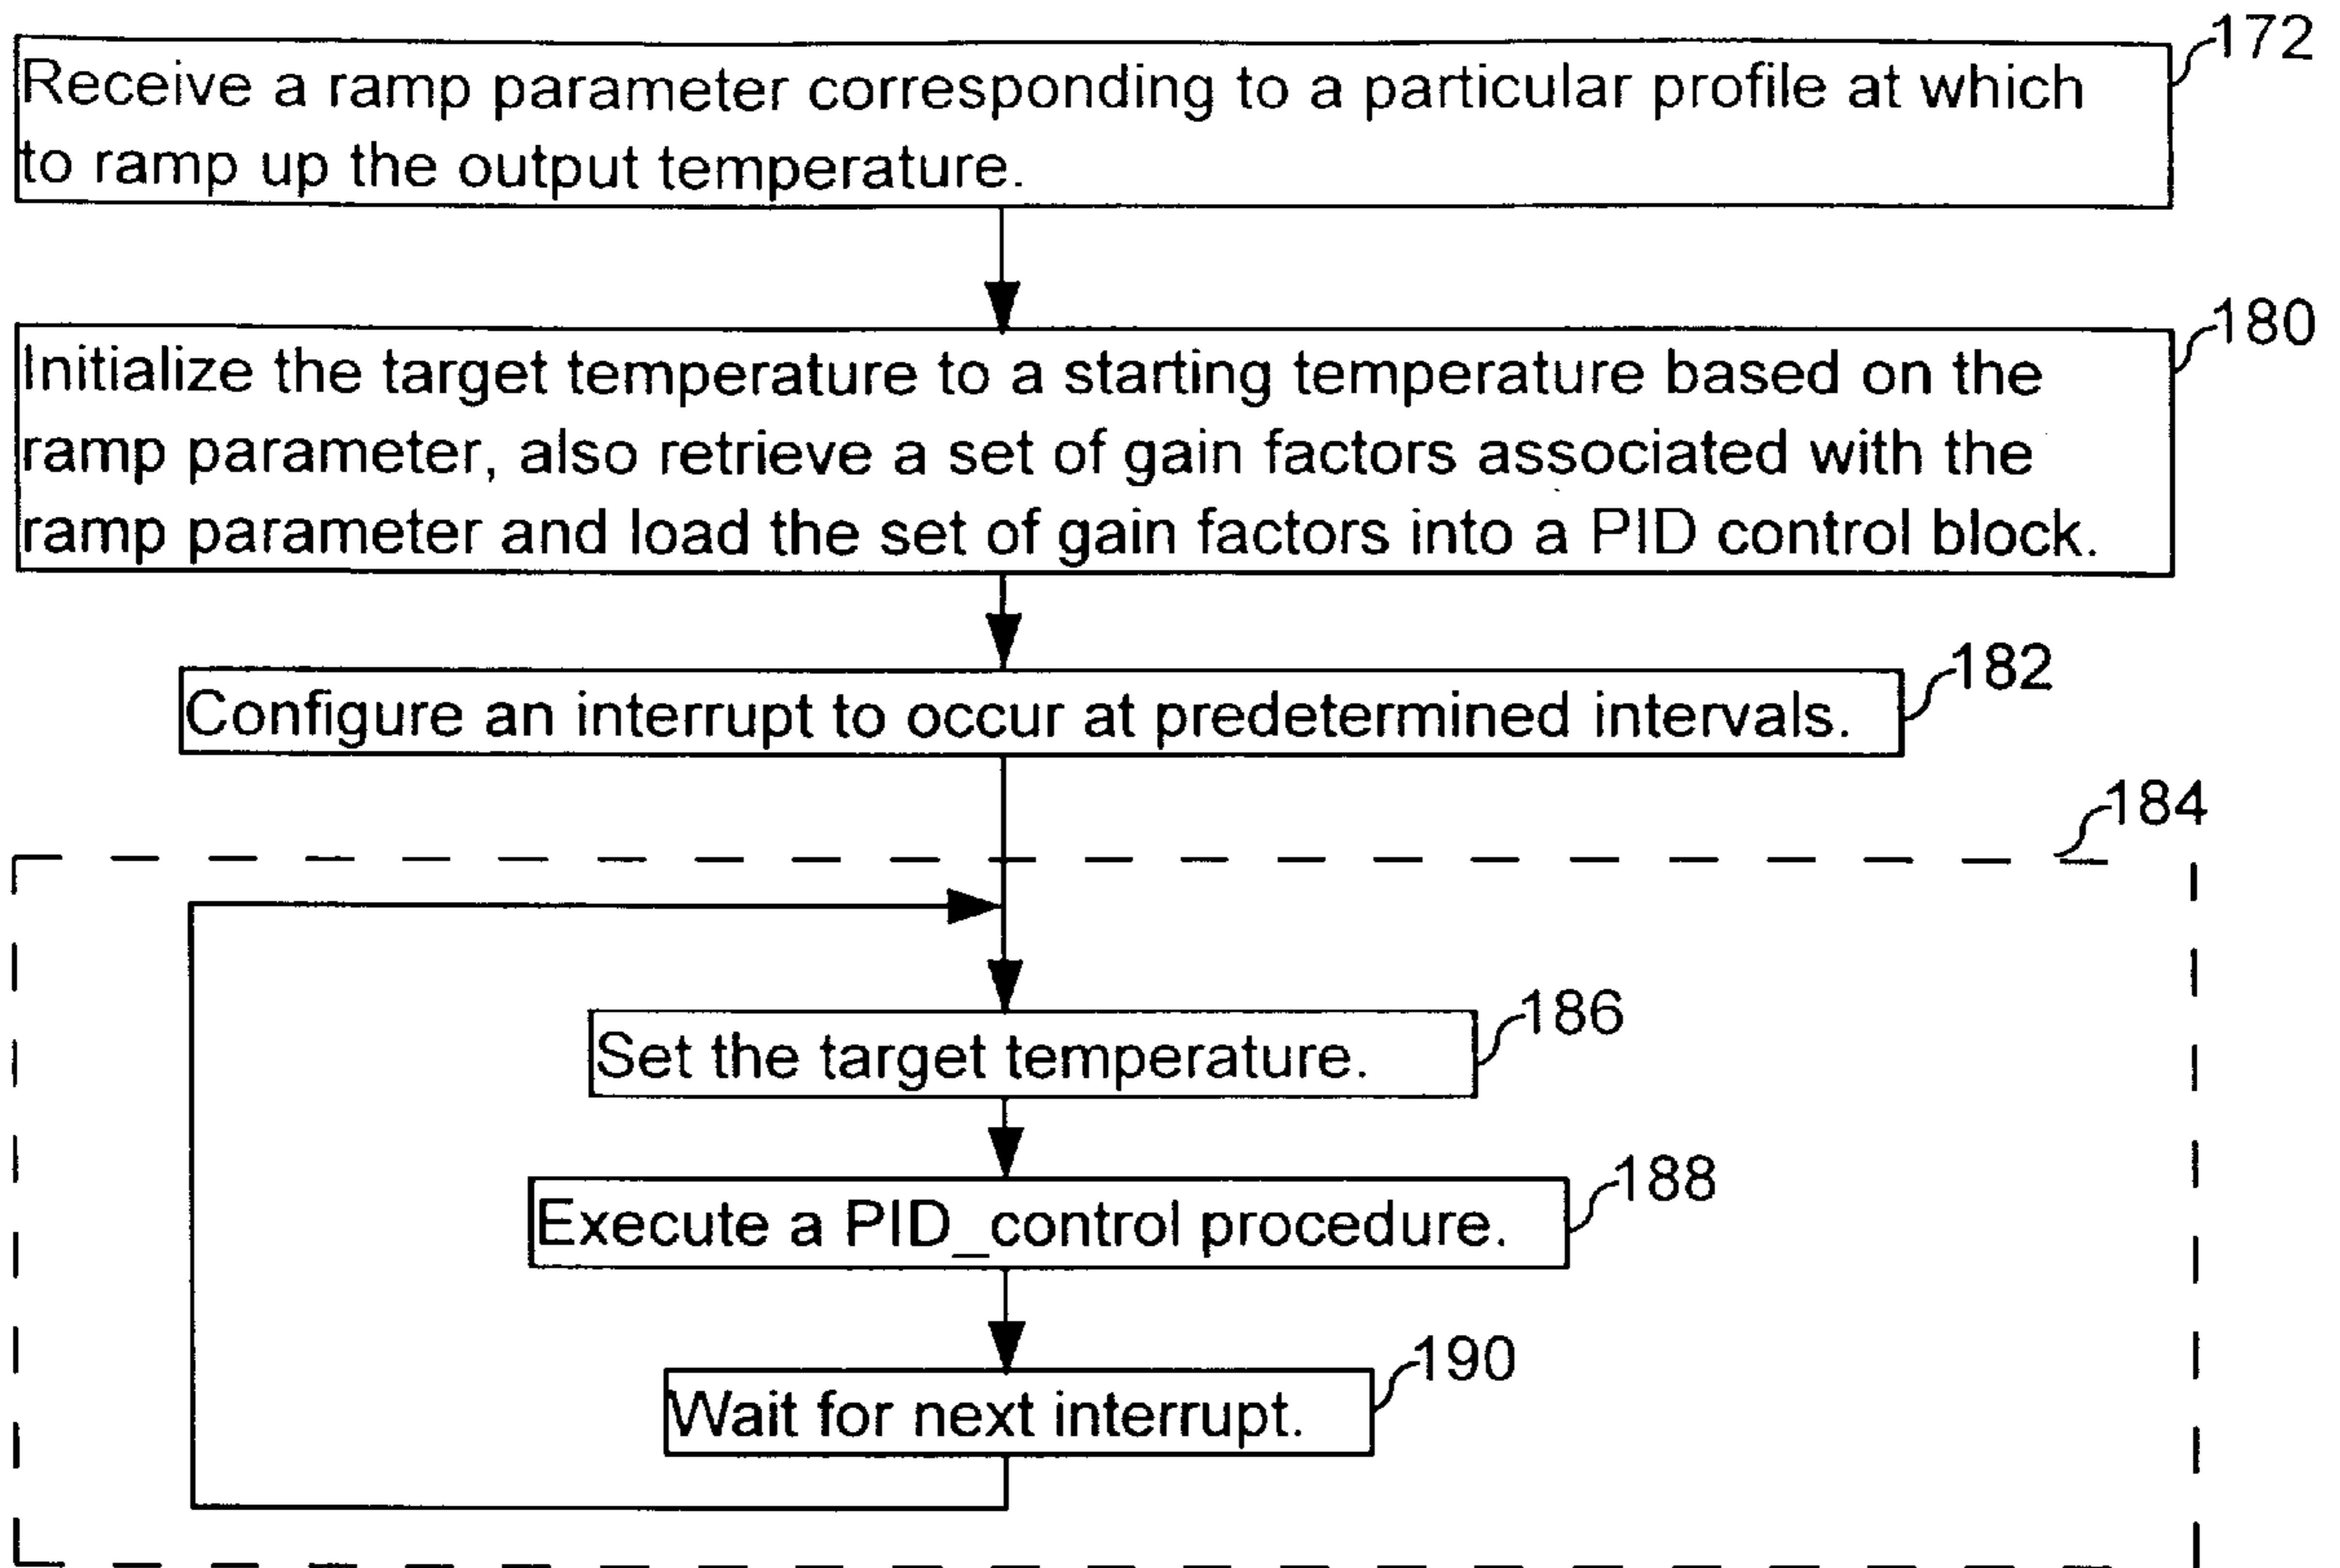 172
Receive a ramp parameter corresponding to a particular profile at which
to ramp up the output temperature.
180
Initialize the target temperature to a starting temperature based on the
ramp parameter, also retrieve a set of gain factors associated with the
ramp parameter and load the set of gain factors into a PID control block.
182
Configure an interrupt to occur at predetermined intervals.
184
186
Set the target temperature.
188
Execute a PID_control procedure.
190
Wait for next interrupt.